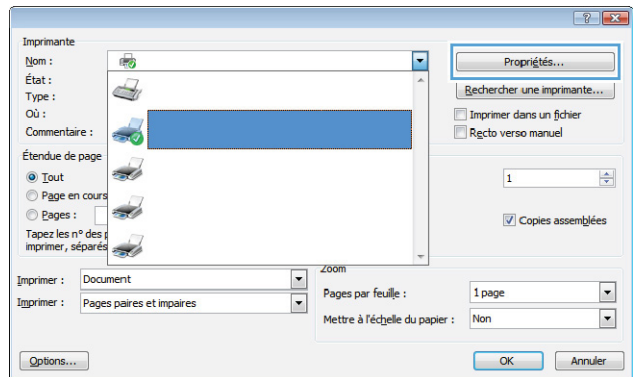 Imprimante
Nom :
Propriétés...
État :
Type :
Rechercher une imprimante...
Où :
Imprimer dans un fichier
Commentaire :
Recto verso manuel
Étendue de page
Tout
1
Page en cours
Pages :
Copies assemblées
Tapez les nº des
imprimer, séparés
Zoom
Imprimer : Document
Pages par feuille : 1 page
Imprimer : Pages paires et impaires
Mettre à l'échelle du papier : Non
Options...
OK
Annuler